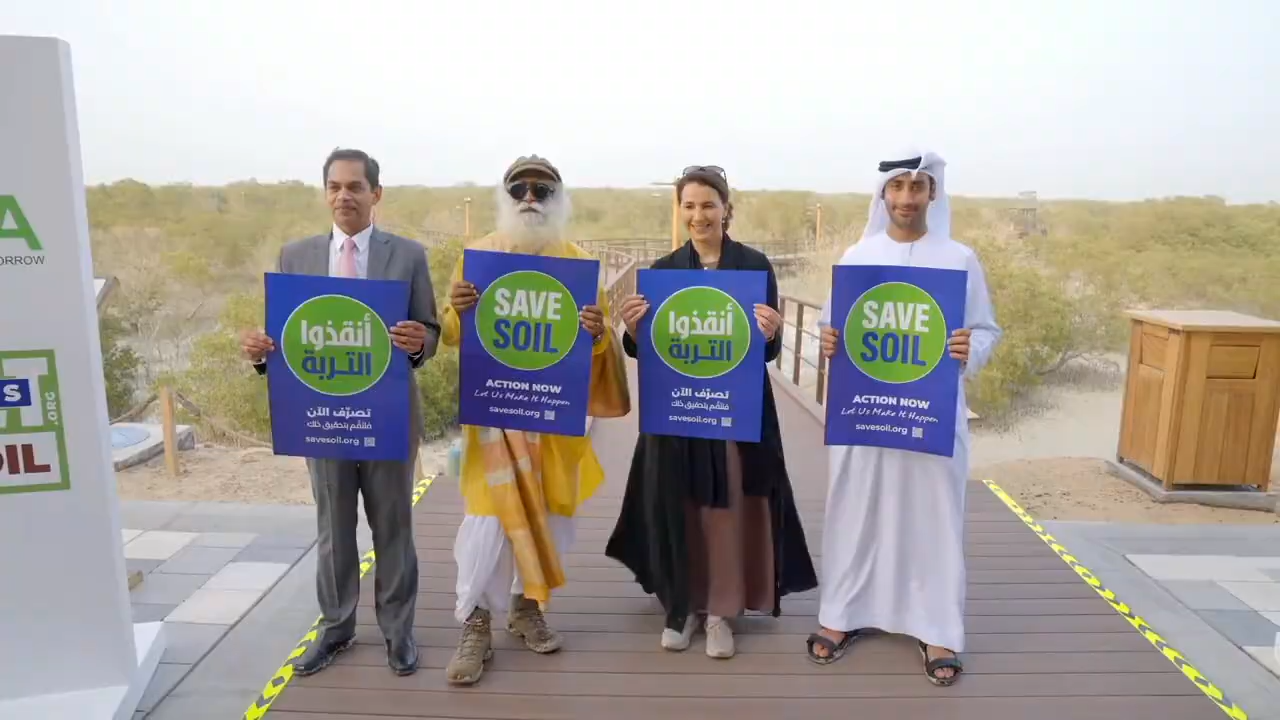 A
ORROW
S
.ORG
OIL
أنقذوا
التربة
تصرّف الآن
فلنقم بتحقيق ذلك
savesoil.org
SAVE
SOIL
ACTION NOW
Let Us Make It Happen
savesoil.org
أنقذوا
التربة
تصرّف الآن
فلنقم بتحقيق ذلك
savesoil.org
SAVE
SOIL
ACTION NOW
Let Us Make It Happen
savesoil.org